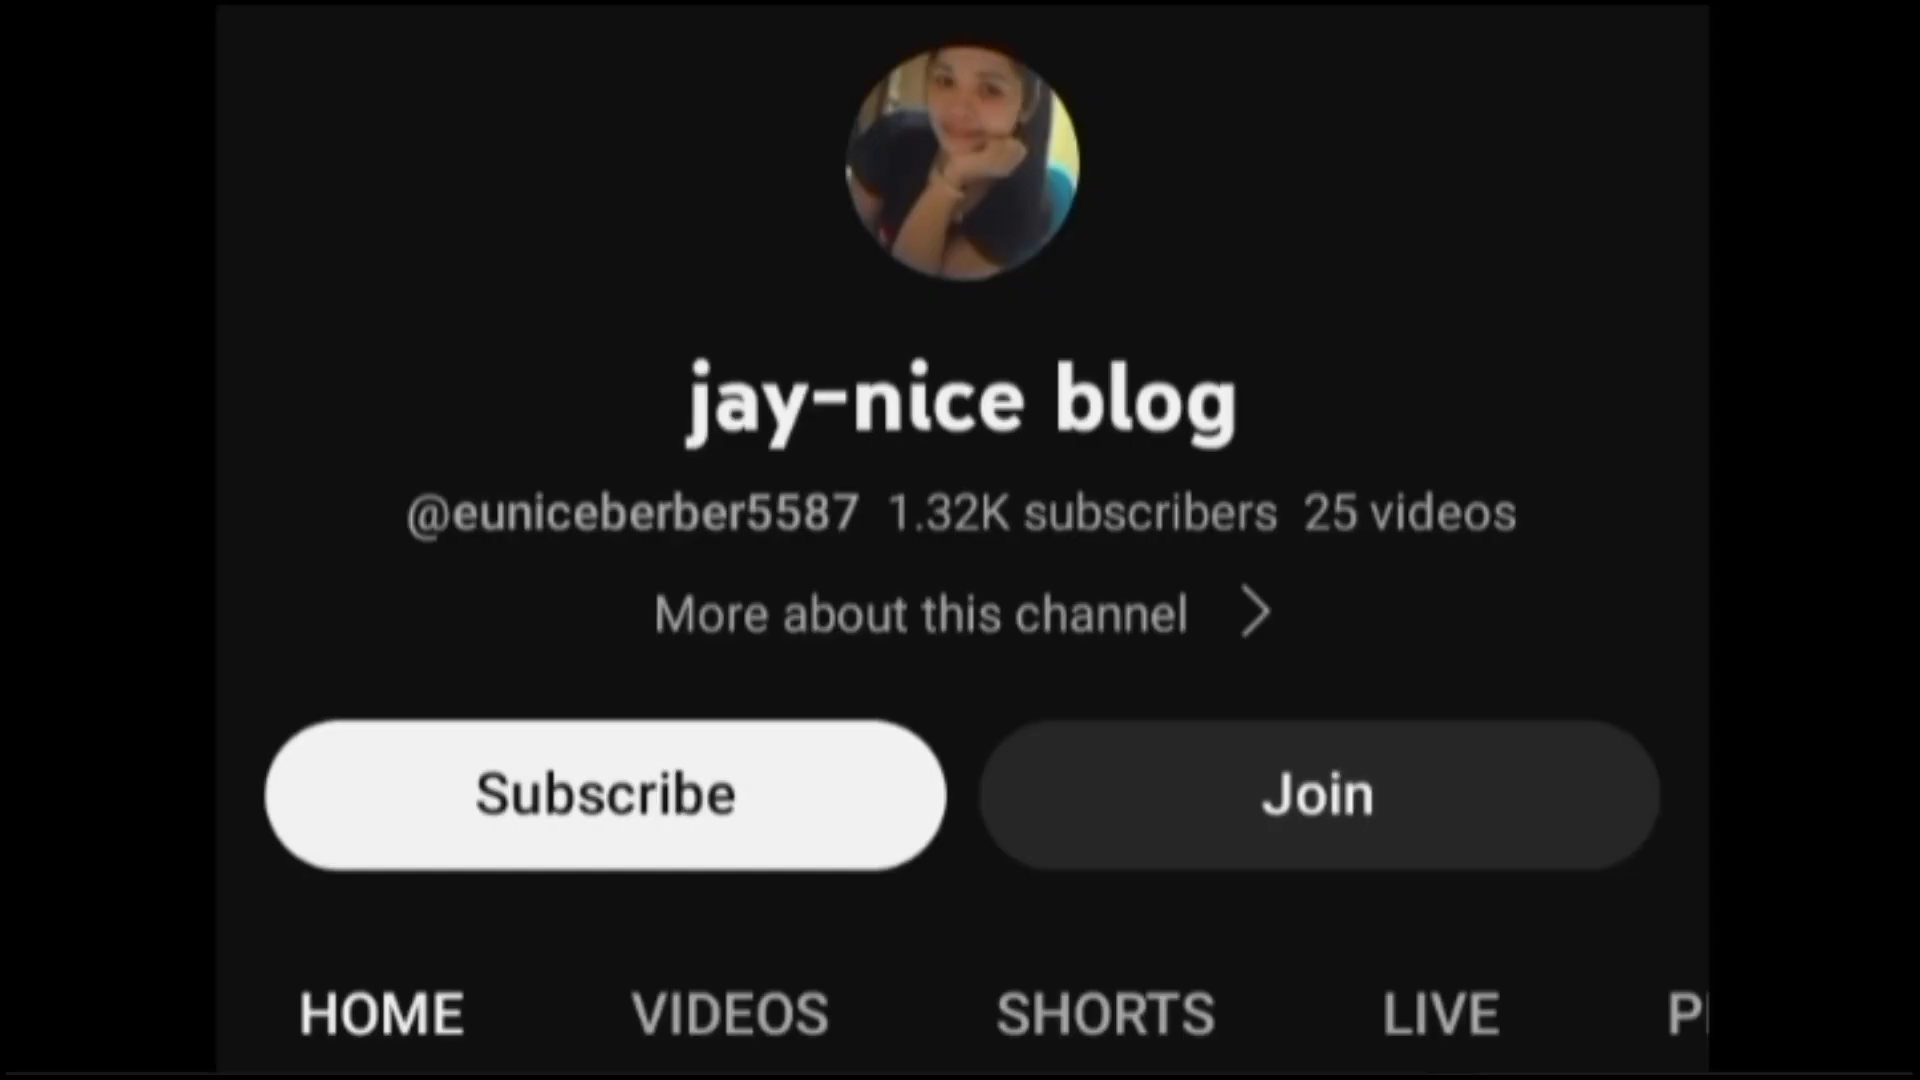 jay-nice blog
@euniceberber5587 1.32K subscribers 25 videos
More about this channel
Subscribe
Join
HOME VIDEOS SHORTS LIVE